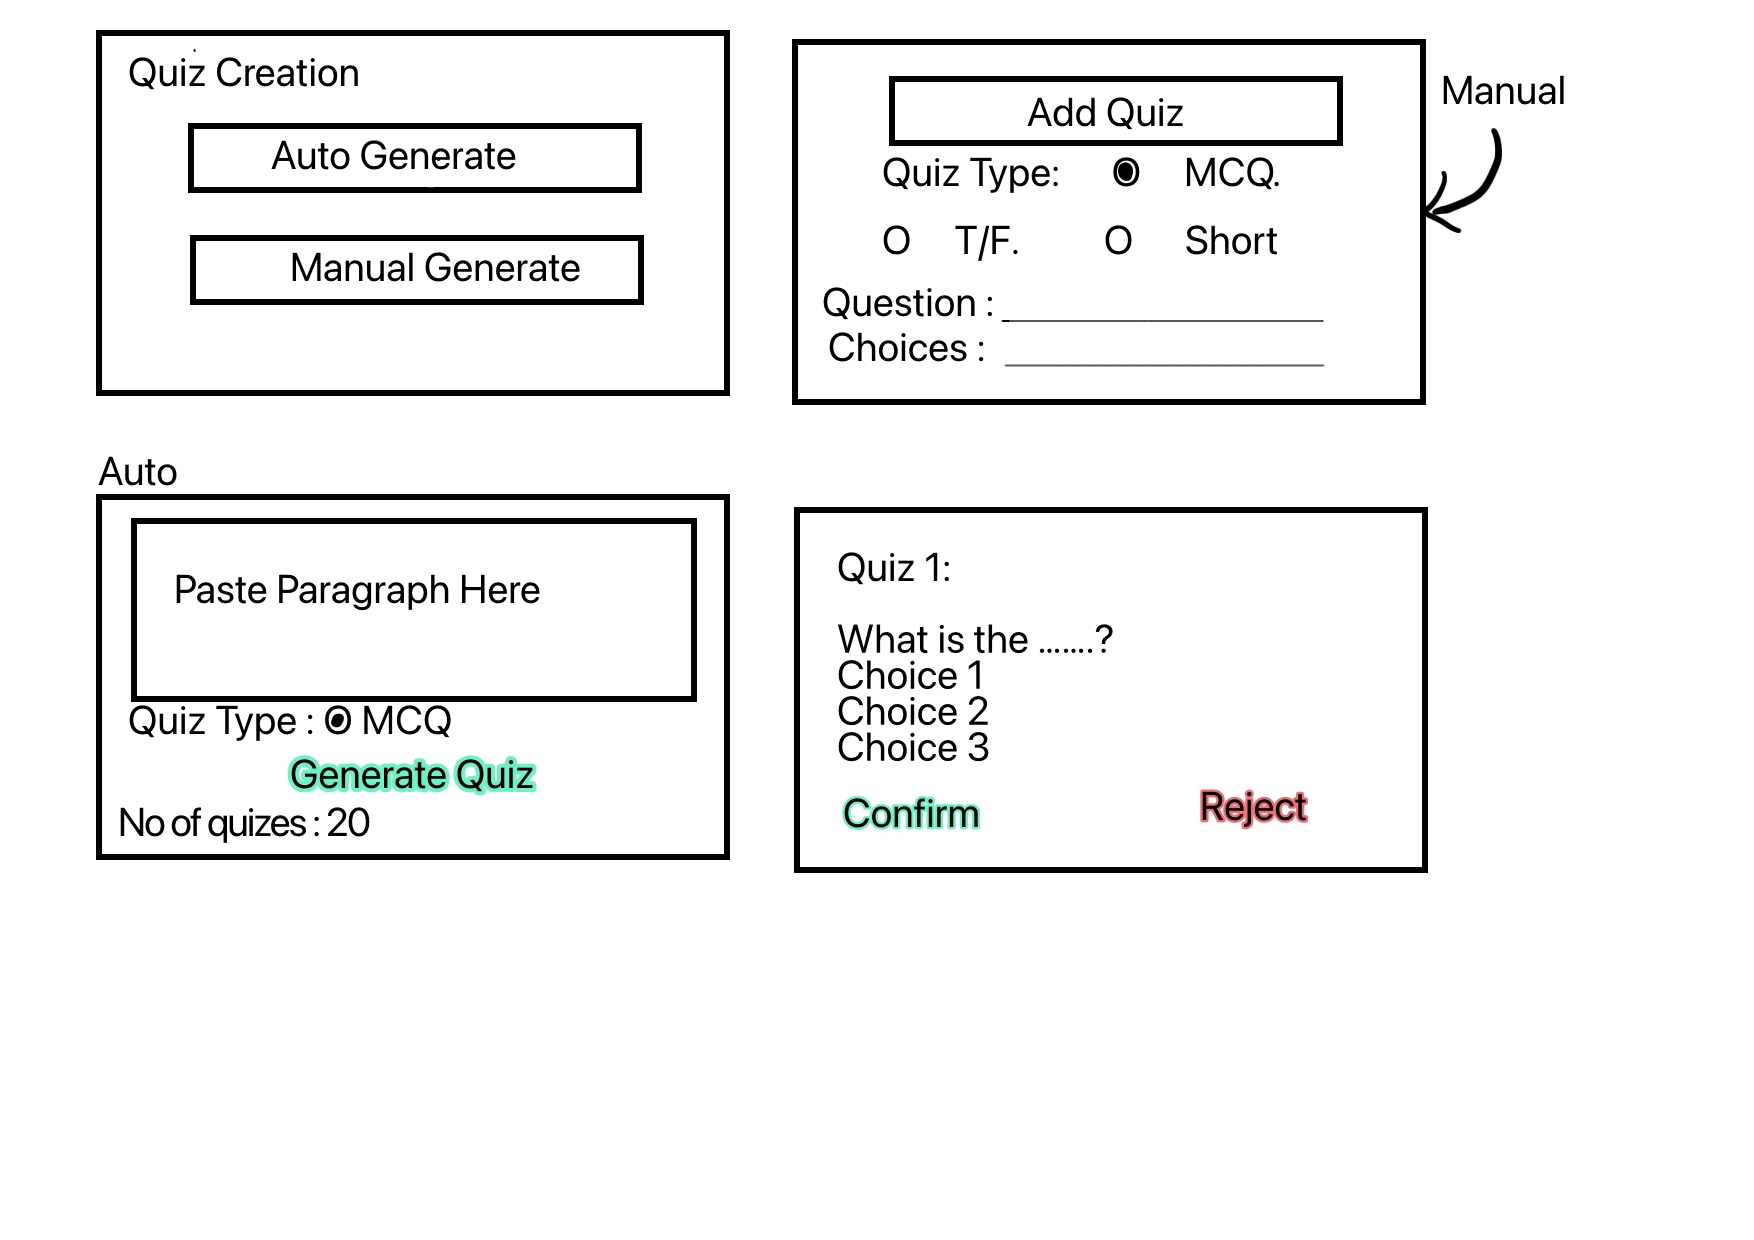 Quiz Creation
Auto Generate
Manual Generate
Add Quiz
Quiz Type: MCQ.
O T/F. O Short
Question :
Choices :
Manual
Auto
Paste Paragraph Here
Quiz Type : MCQ
Generate Quiz
No of quizes : 20
Quiz 1:
What is the .......?
Choice 1
Choice 2
Choice 3
Confirm Reject